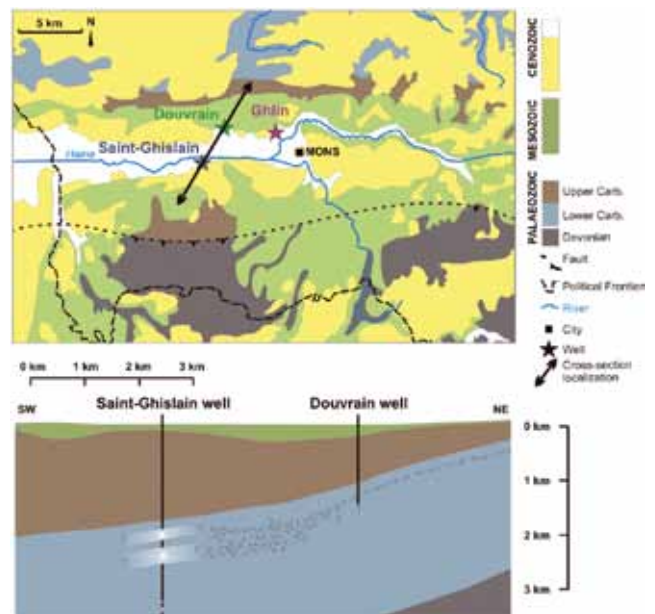 5 km
N
Douvrain
Ghlin
Saint-Ghislain
Haine
MONS
CENOZOIC
MESOZOIC
PALAEOZOIC
Upper Carb.
Lower Carb.
Devonian
Fault
Political Frontier
River
City
Well
Cross-section
localization
0 km 1 km 2 km 3 km
Saint-Ghislain well Douvrain well
SW NE
0 km
1 km
2 km
3 km